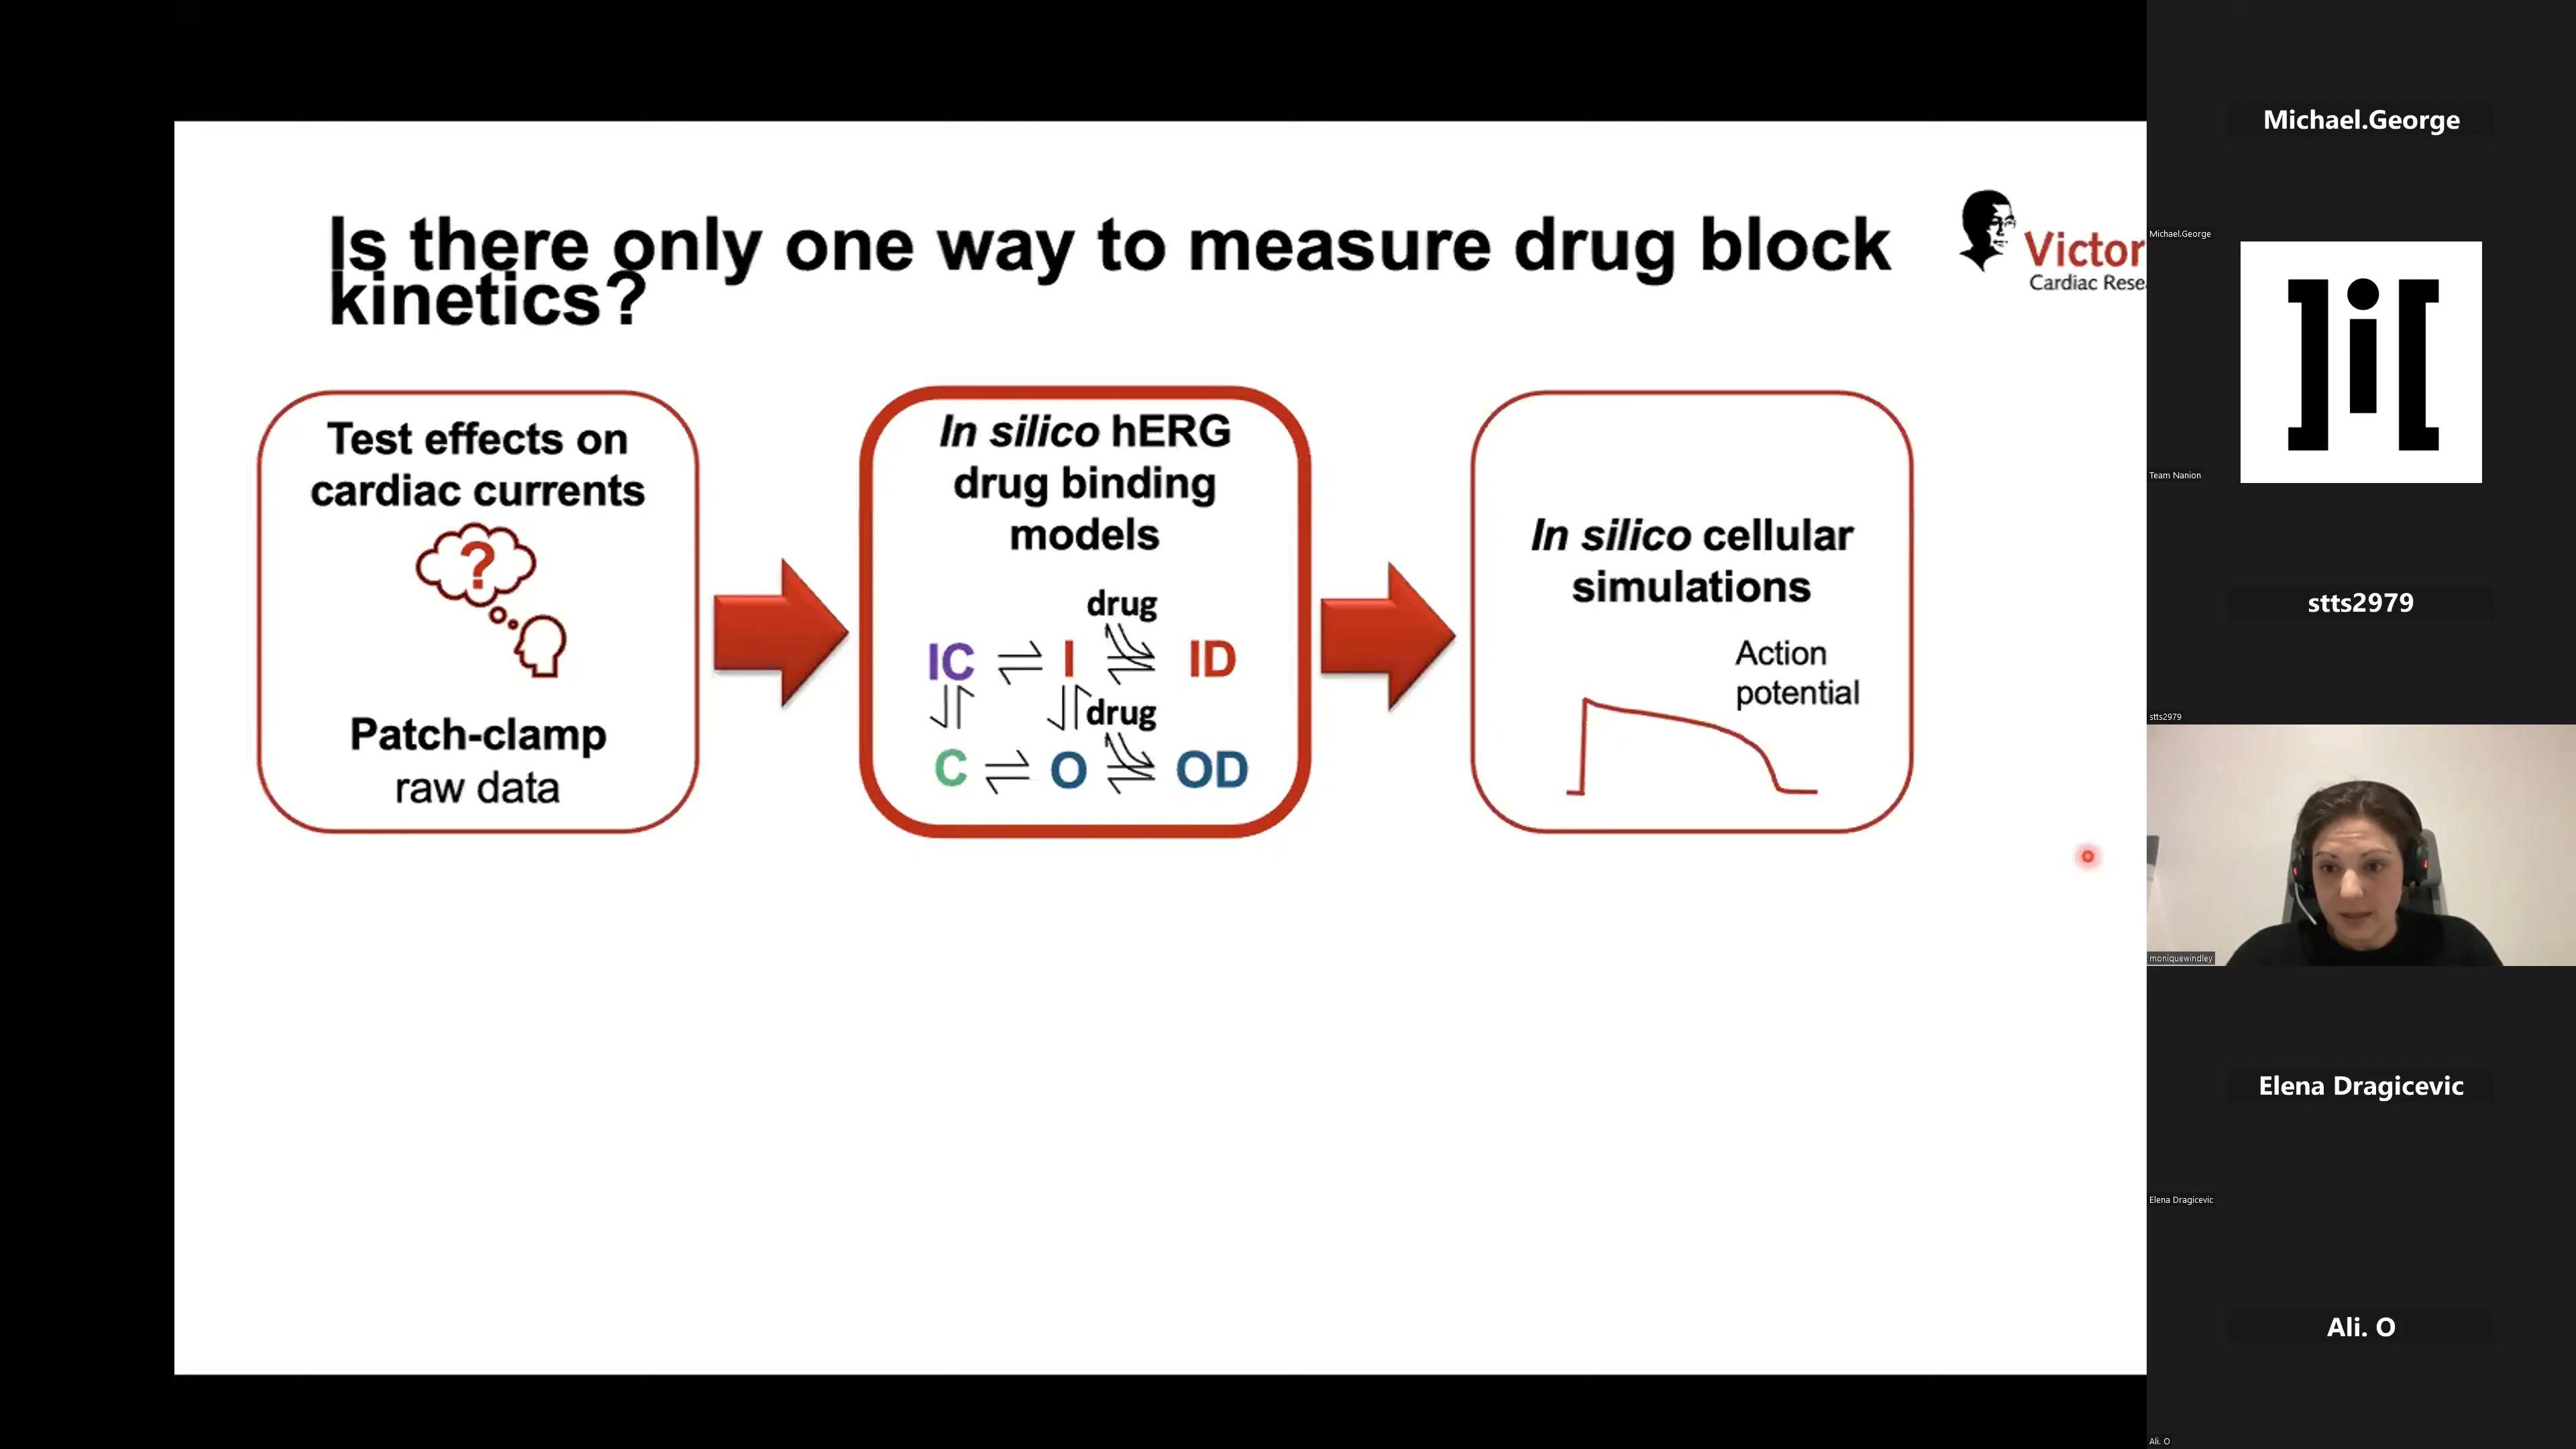 Is there only one way to measure drug block
kinetics?
Victor
Cardiac Rese
Test effects on
cardiac currents
?
Patch-clamp
raw data
In silico hERG
drug binding
models
drug
IC I ID
drug
C O OD
In silico cellular
simulations
Action
potential
Michael.George
Michael.George
]i[
Team Nanion
stts2979
stts2979
moniquewindley
Elena Dragicevic
Elena Dragicevic
Ali. O
Ali. O